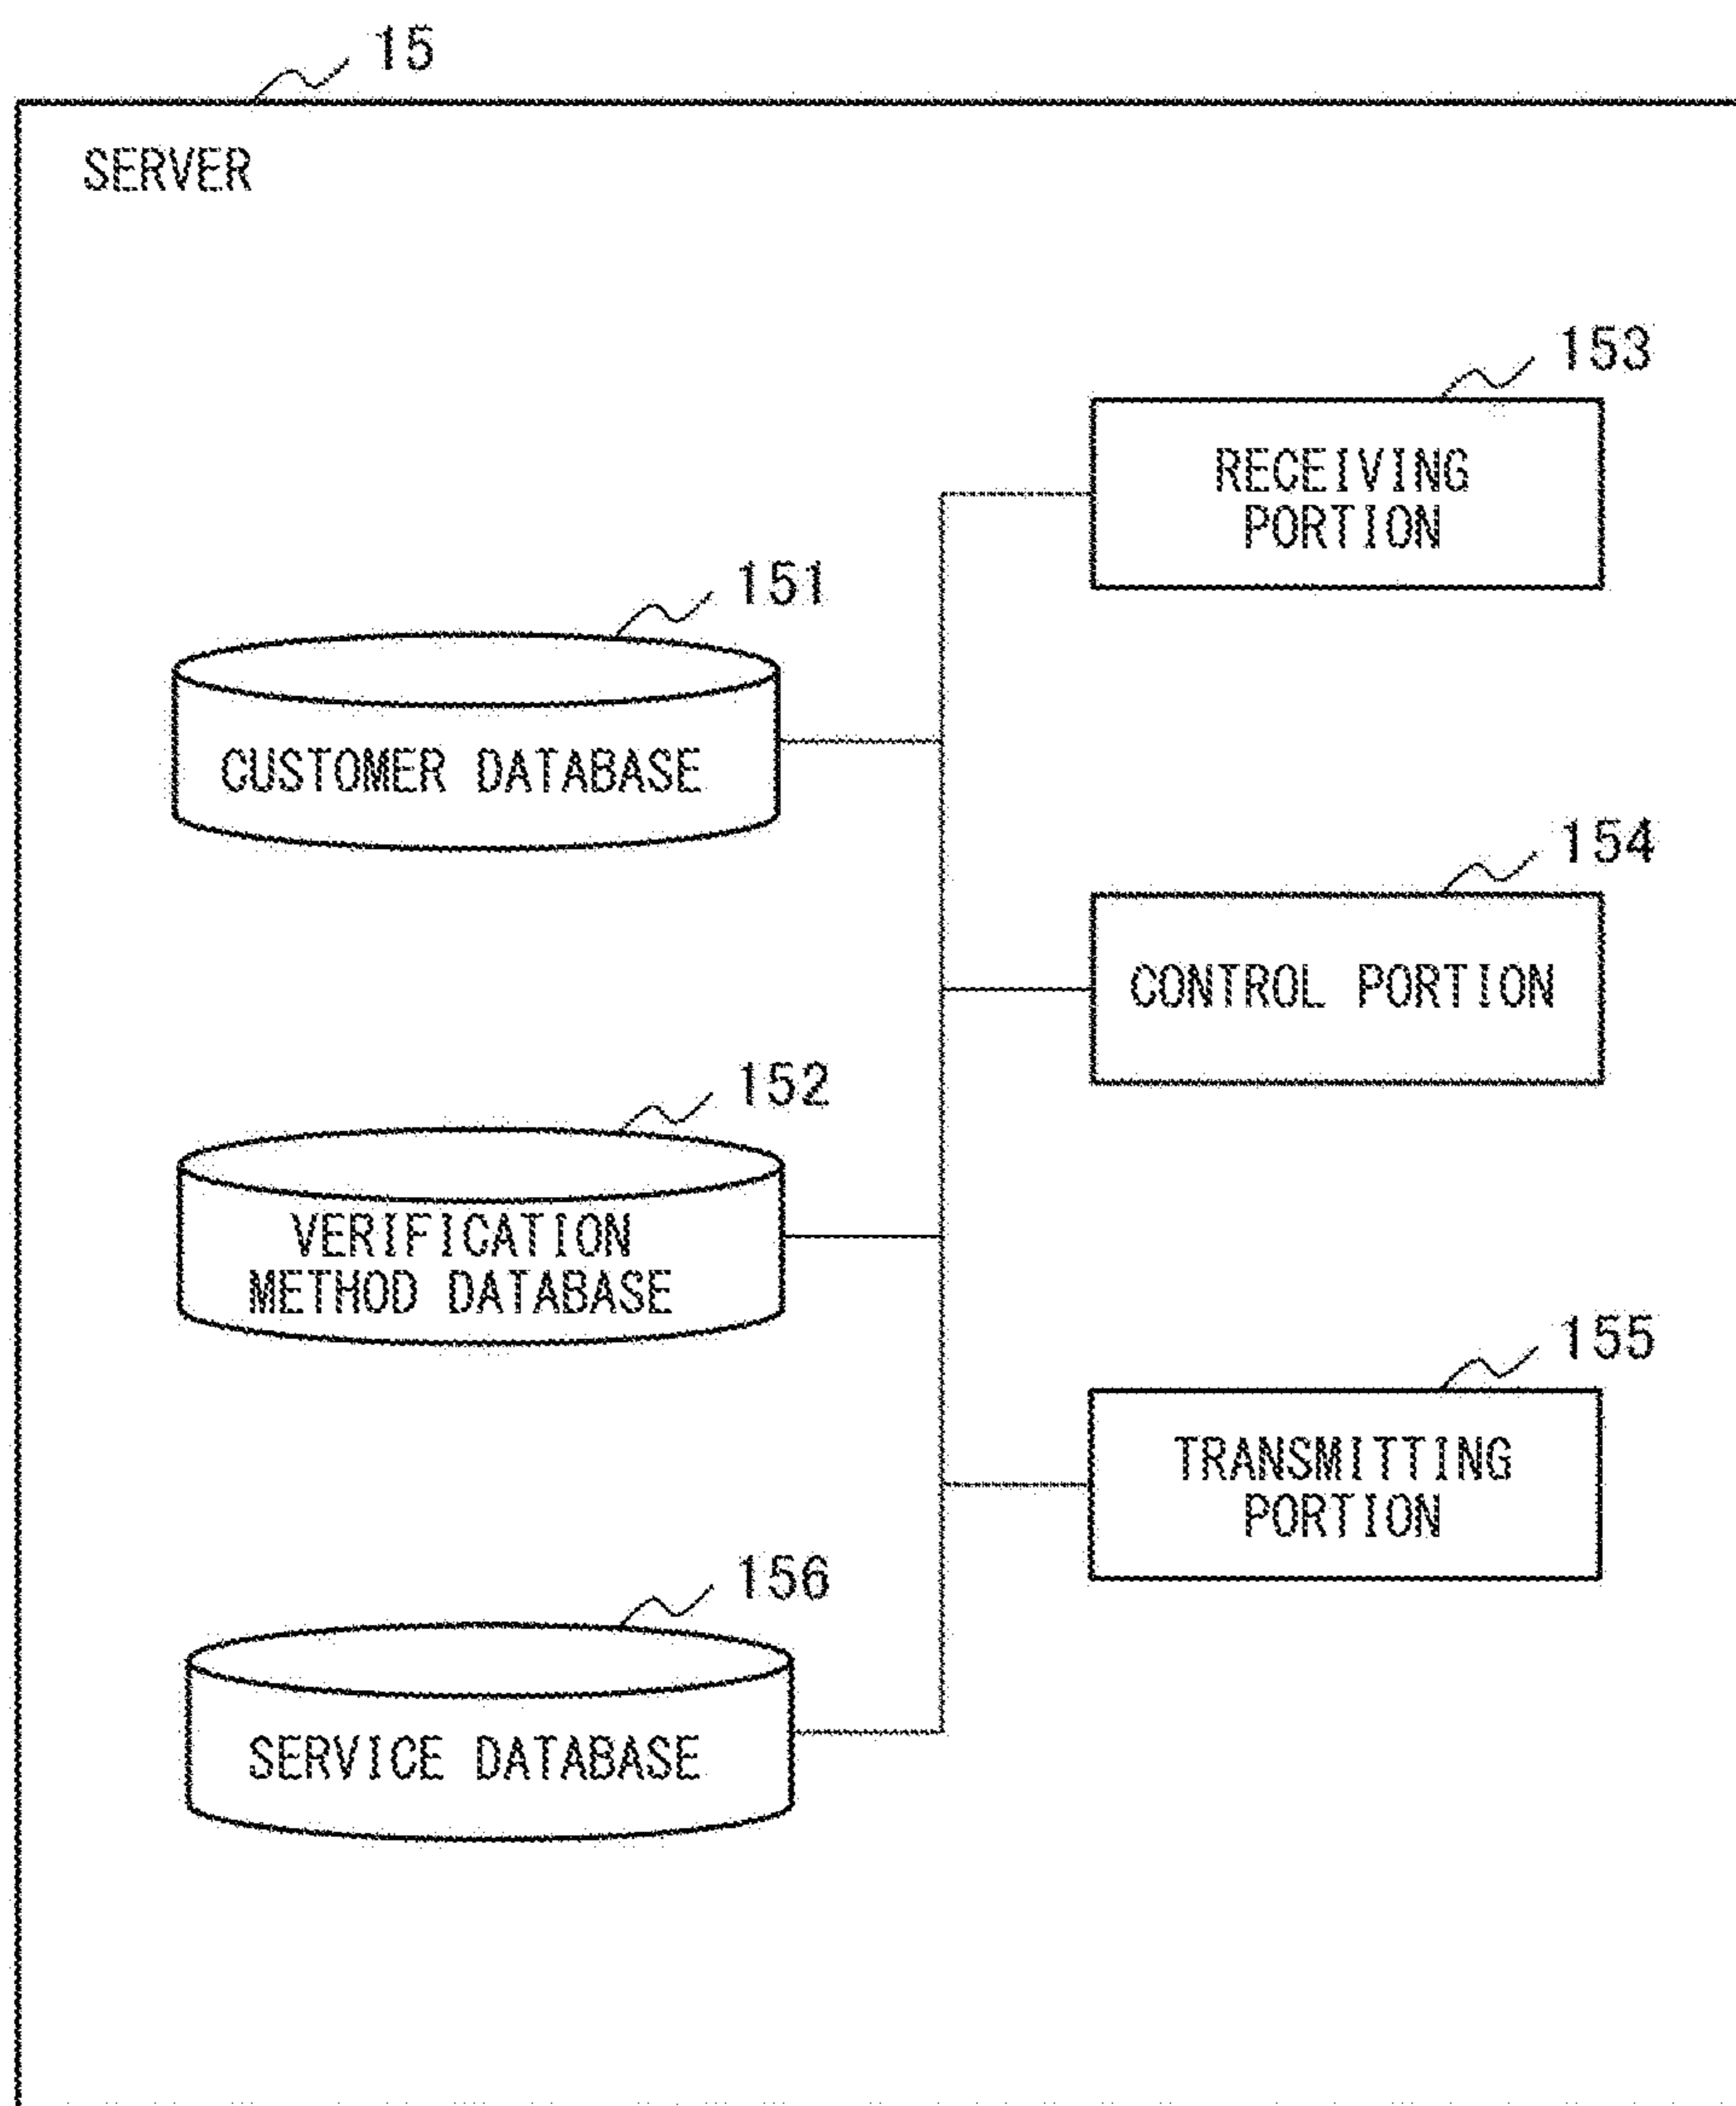 15
SERVER
153
RECEIVING
PORTION
151
CUSTOMER DATABASE
154
CONTROL PORTION
152
VERIFICATION
METHOD DATABASE
155
TRANSMITTING
PORTION
156
SERVICE DATABASE